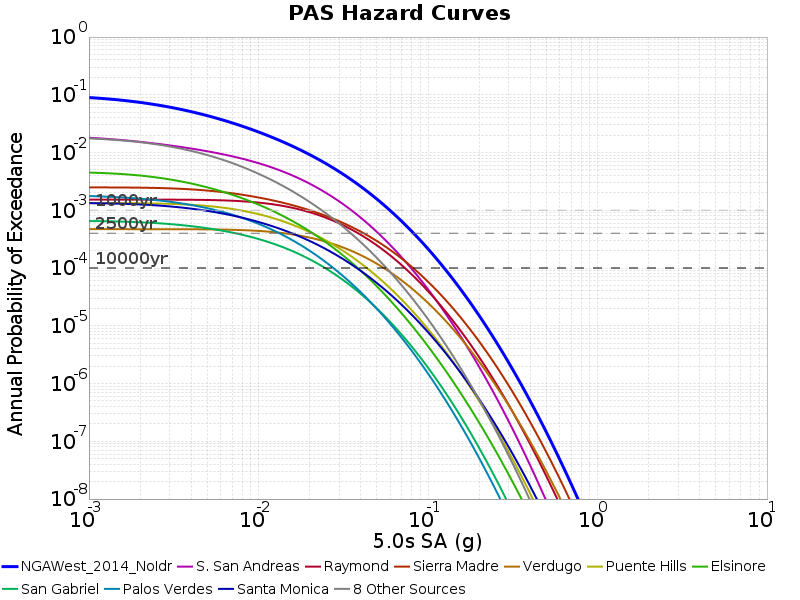 PAS Hazard Curves
Annual Probability of Exceedance
10^0
10^-1
10^-2
10^-3
10^-4
10^-5
10^-6
10^-7
10^-8
1000yr
2500yr
10000yr
10^-3 10^-2 10^-1 10^0 10^1
5.0s SA (g)
NGAWest_2014_NoIdr S. San Andreas Raymond Sierra Madre Verdugo Puente Hills Elsinore
San Gabriel Palos Verdes Santa Monica 8 Other Sources